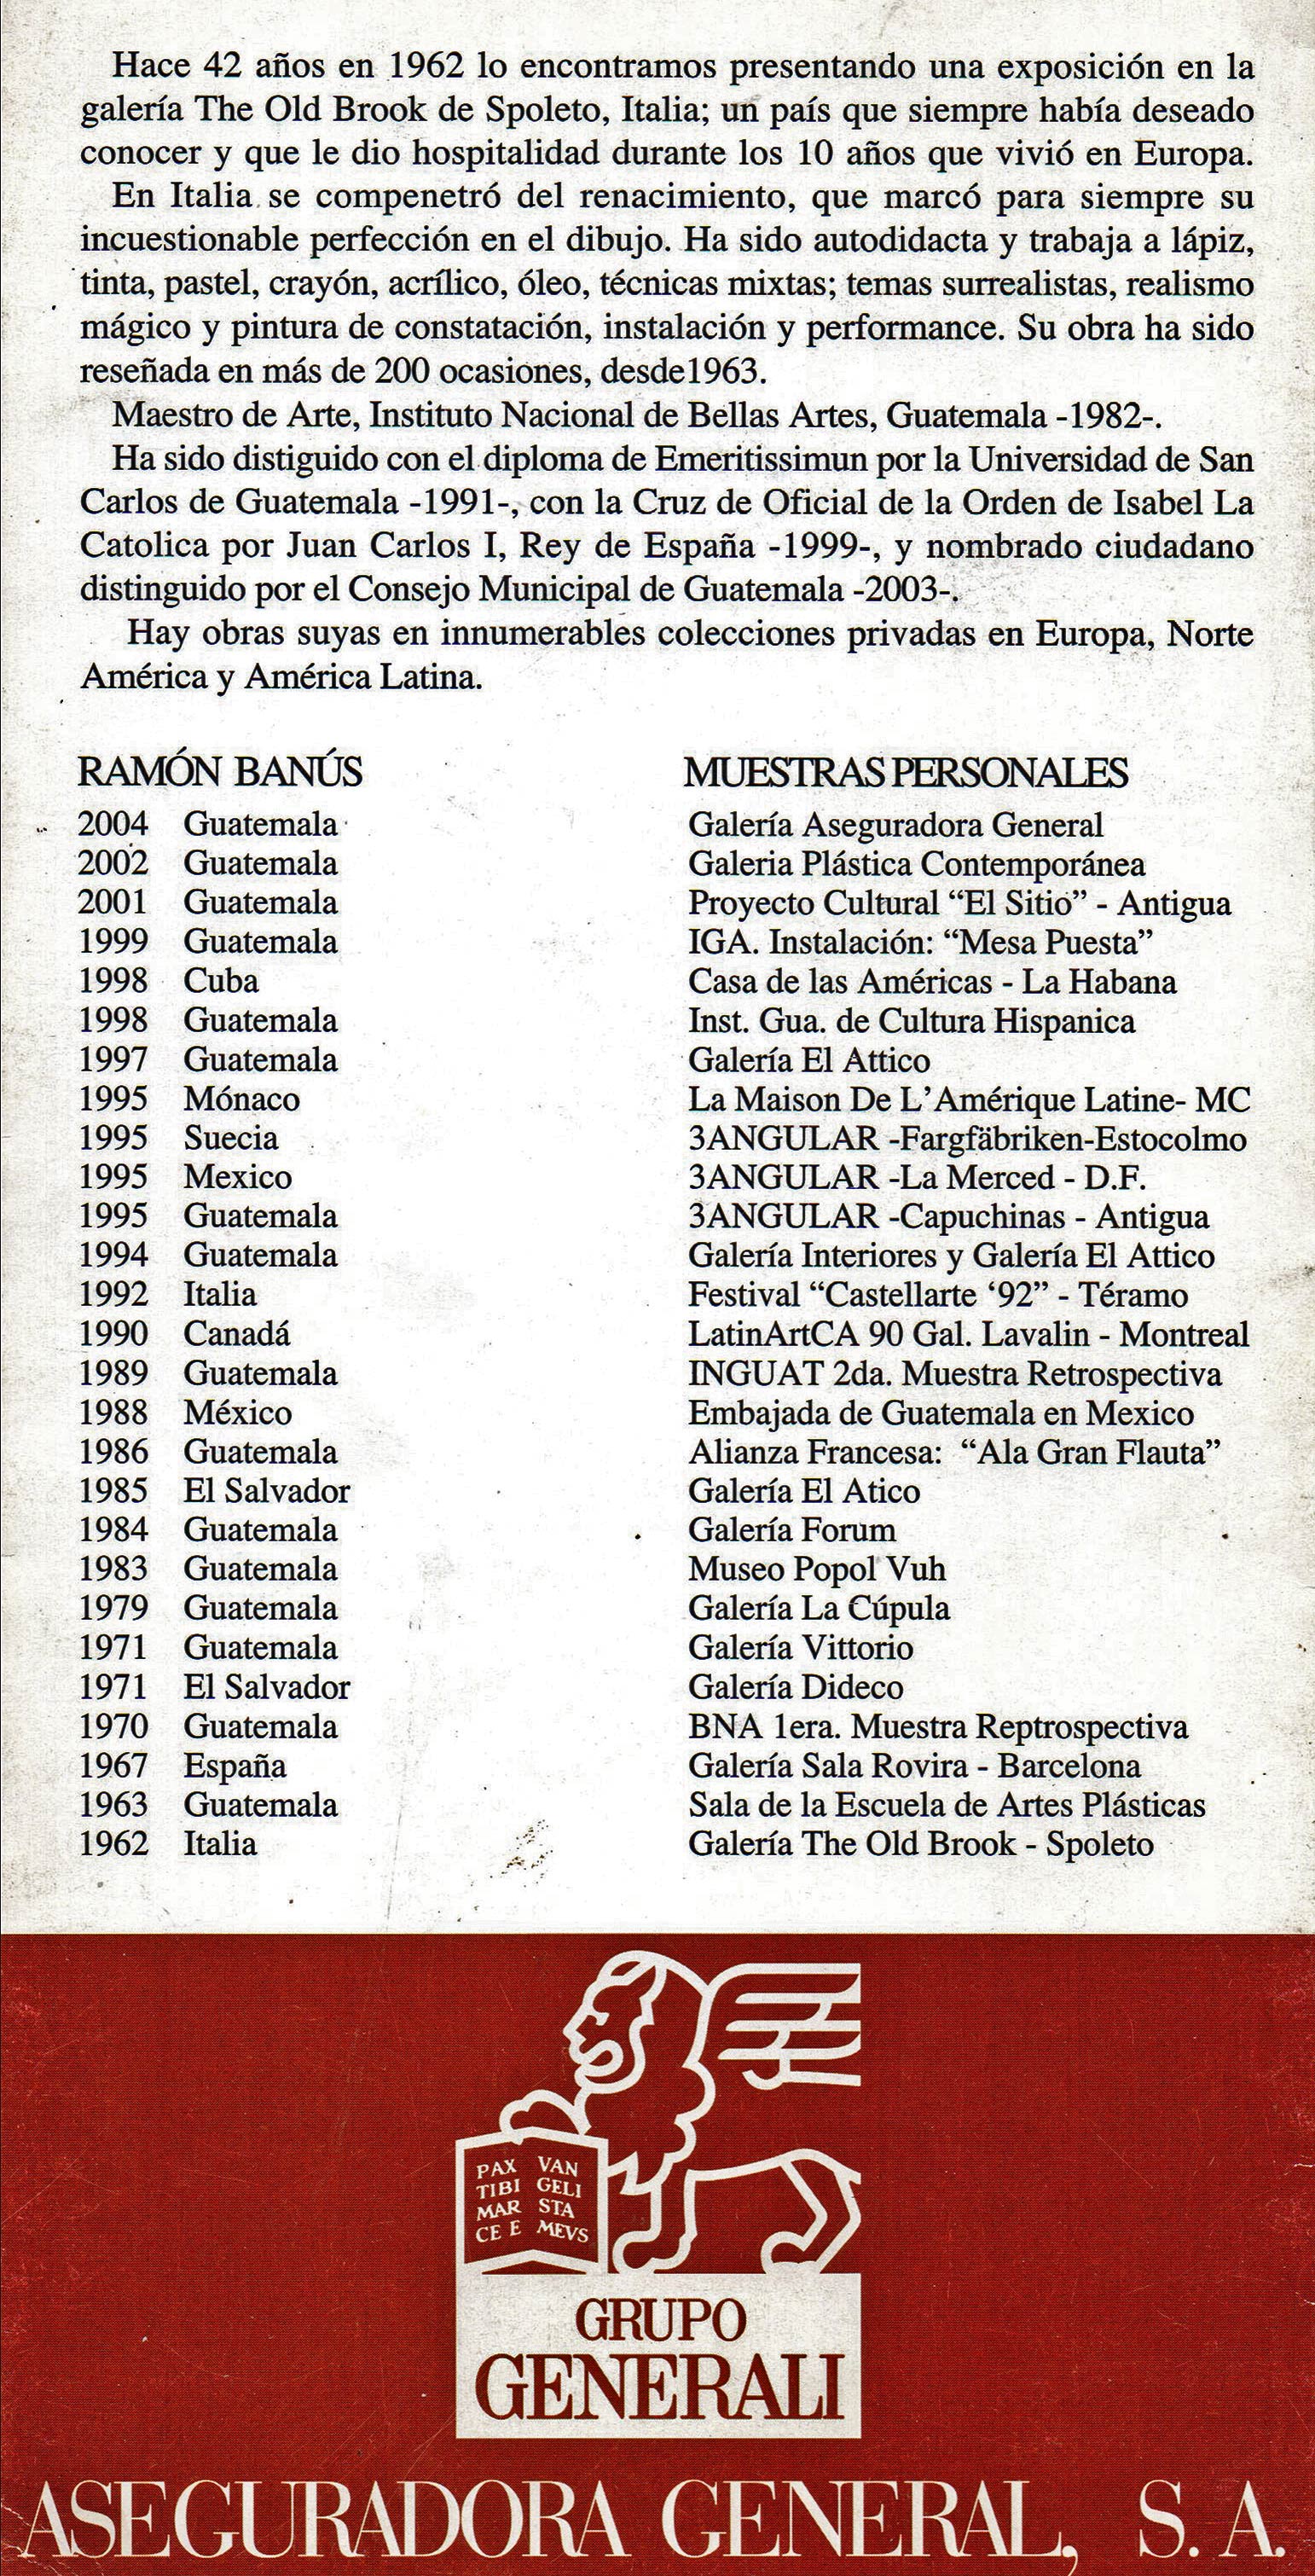 Hace 42 años en 1962 lo encontramos presentando una exposición en la
galería The Old Brook de Spoleto, Italia; un país que siempre había deseado
conocer y que le dio hospitalidad durante los 10 años que vivió en Europa.
En Italia se compenetró del renacimiento, que marcó para siempre su
incuestionable perfección en el dibujo. Ha sido autodidacta y trabaja a lápiz,
tinta, pastel, crayón, acrílico, óleo, técnicas mixtas; temas surrealistas, realismo
mágico y pintura de constatación, instalación y performance. Su obra ha sido
reseñada en más de 200 ocasiones, desde1963.
Maestro de Arte, Instituto Nacional de Bellas Artes, Guatemala -1982-.
Ha sido distiguido con el diploma de Emeritissimun por la Universidad de San
Carlos de Guatemala -1991-, con la Cruz de Oficial de la Orden de Isabel La
Catolica por Juan Carlos I, Rey de España -1999-, y nombrado ciudadano
distinguido por el Consejo Municipal de Guatemala -2003-.
Hay obras suyas en innumerables colecciones privadas en Europa, Norte
América y América Latina.
RAMÓN BANÚS MUESTRAS PERSONALES
2004 Guatemala Galería Aseguradora General
2002 Guatemala Galeria Plástica Contemporánea
2001 Guatemala Proyecto Cultural “El Sitio” - Antigua
1999 Guatemala IGA. Instalación: “Mesa Puesta”
1998 Cuba Casa de las Américas - La Habana
1998 Guatemala Inst. Gua. de Cultura Hispanica
1997 Guatemala Galería El Attico
1995 Mónaco La Maison De L’Amérique Latine- MC
1995 Suecia 3ANGULAR -Fargfäbriken-Estocolmo
1995 Mexico 3ANGULAR -La Merced - D.F.
1995 Guatemala 3ANGULAR -Capuchinas - Antigua
1994 Guatemala Galería Interiores y Galería El Attico
1992 Italia Festival “Castellarte ‘92” - Téramo
1990 Canadá LatinArtCA 90 Gal. Lavalin - Montreal
1989 Guatemala INGUAT 2da. Muestra Retrospectiva
1988 México Embajada de Guatemala en Mexico
1986 Guatemala Alianza Francesa: “Ala Gran Flauta”
1985 El Salvador Galería El Atico
1984 Guatemala Galería Forum
1983 Guatemala Museo Popol Vuh
1979 Guatemala Galería La Cúpula
1971 Guatemala Galería Vittorio
1971 El Salvador Galería Dideco
1970 Guatemala BNA 1era. Muestra Reptrospectiva
1967 España Galería Sala Rovira - Barcelona
1963 Guatemala Sala de la Escuela de Artes Plásticas
1962 Italia Galería The Old Brook - Spoleto
PAX VAN
TIBI GELI
MAR STA
CE E MEVS
GRUPO
GENERALI
ASEGURADORA GENERAL, S. A.